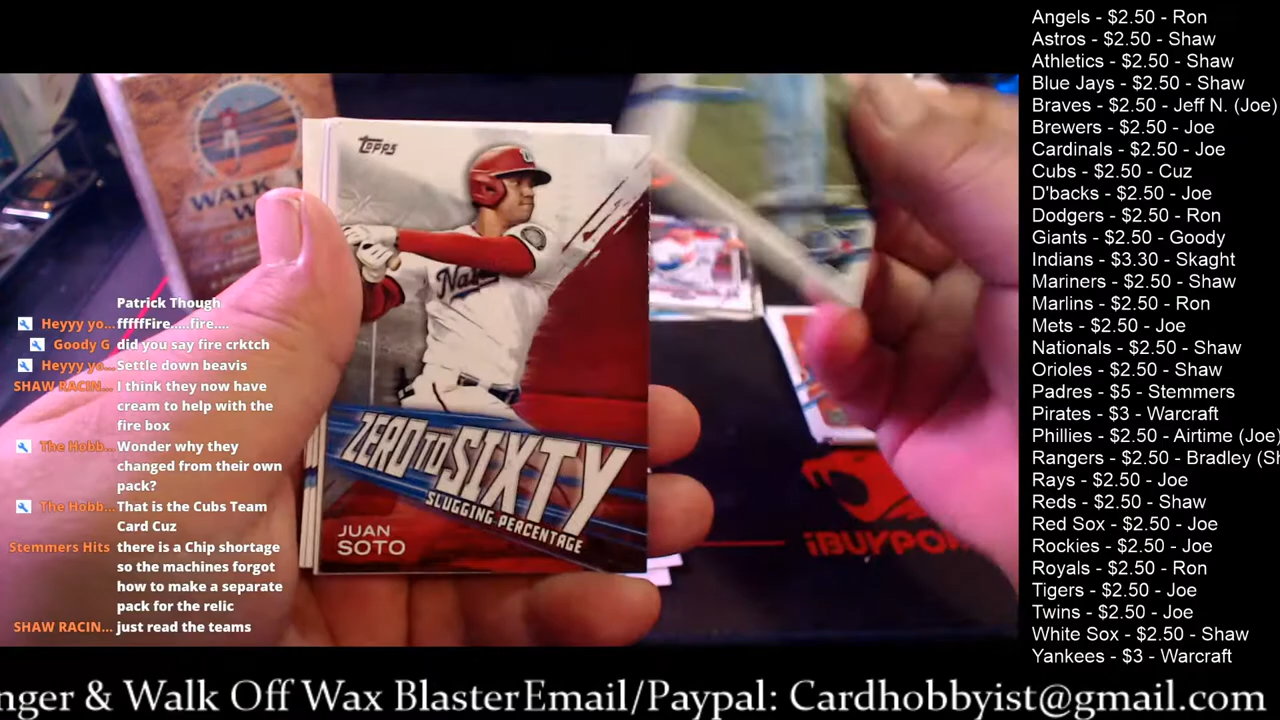 Angels - $2.50 - Ron
Astros - $2.50 - Shaw
Athletics - $2.50 - Shaw
Blue Jays - $2.50 - Shaw
Braves - $2.50 - Jeff N. (Joe)
Brewers - $2.50 - Joe
Cardinals - $2.50 - Joe
Cubs - $2.50 - Cuz
D'backs - $2.50 - Joe
Dodgers - $2.50 - Ron
Giants - $2.50 - Goody
Indians - $3.30 - Skaght
Mariners - $2.50 - Shaw
Marlins - $2.50 - Ron
Mets - $2.50 - Joe
Nationals - $2.50 - Shaw
Orioles - $2.50 - Shaw
Padres - $5 - Stemmers
Pirates - $3 - Warcraft
Phillies - $2.50 - Airtime (Joe)
Rangers - $2.50 - Bradley (Sh
Rays - $2.50 - Joe
Reds - $2.50 - Shaw
Red Sox - $2.50 - Joe
Rockies - $2.50 - Joe
Royals - $2.50 - Ron
Tigers - $2.50 - Joe
Twins - $2.50 - Joe
White Sox - $2.50 - Shaw
Yankees - $3 - Warcraft
Topps
Nats
ZERO TO SIXTY
SLUGGING PERCENTAGE
JUAN
SOTO
WALK
iBUYPO
Patrick Though
Heyyy yo... fffffFire.....fire....
Goody G did you say fire crktch
Heyyy yo... Settle down beavis
SHAW RACIN... I think they now have
cream to help with the
fire box
The Hobb... Wonder why they
changed from their own
pack?
The Hobb... That is the Cubs Team
Card Cuz
Stemmers Hits there is a Chip shortage
so the machines forgot
how to make a separate
pack for the relic
SHAW RACIN... just read the teams
nger & Walk Off Wax Blaster Email/Paypal: Cardhobbyist@gmail.com